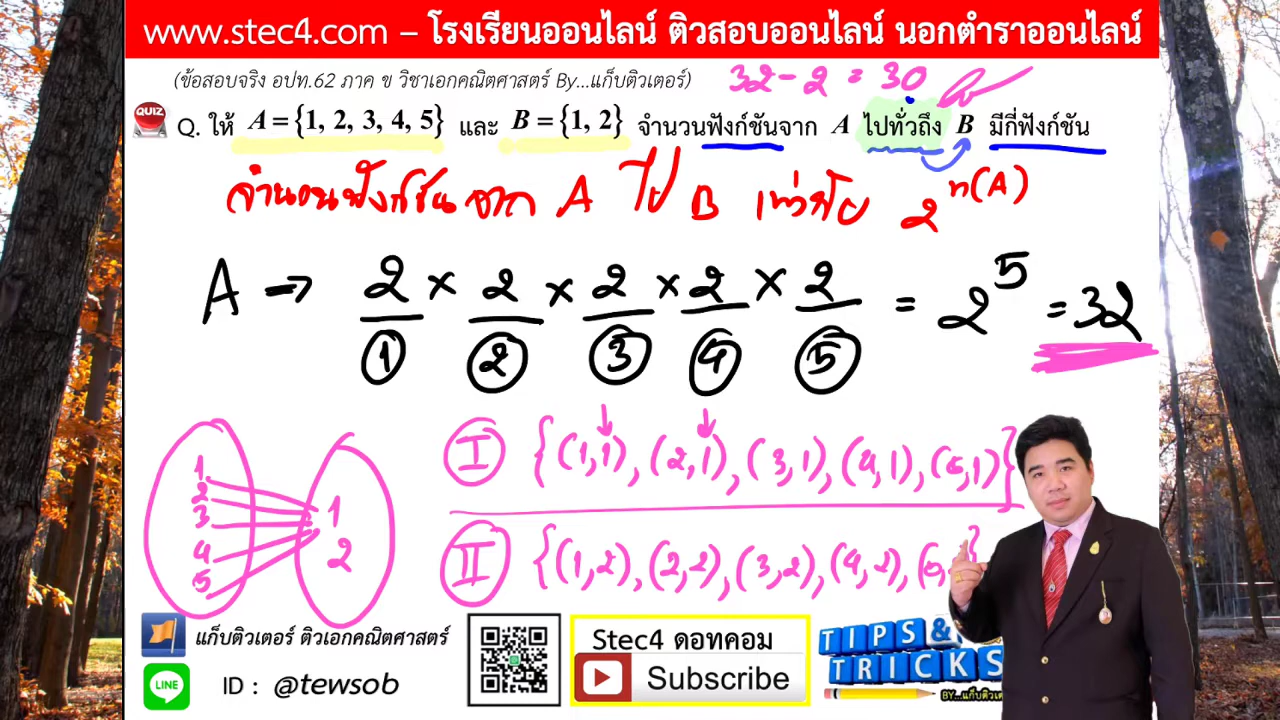 www.stec4.com – โรงเรียนออนไลน์ ติวสอบออนไลน์ นอกตำราออนไลน์
(ข้อสอบจริง อปท.62 ภาค ข วิชาเอกคณิตศาสตร์ By...แก็บติวเตอร์)
32 - 2 = 30
QUIZ
Q. ให้ A = {1, 2, 3, 4, 5} และ B = {1, 2} จำนวนฟังก์ชันจาก A ไปทั่วถึง B มีกี่ฟังก์ชัน
จำนวนฟังก์ชันจาก A ไป B เท่ากับ 2^n(A)
A ⇒ 2 × 2 × 2 × 2 × 2 = 2^5 = 32
1 2 3 4 5
I {(1,1), (2,1), (3,1), (4,1), (5,1)}
1
2
3
4
5
1
2
II {(1,2), (2,2), (3,2), (4,2), (5,
แก็บติวเตอร์ ติวเอกคณิตศาสตร์
LINE
ID : @tewsob
Stec4 ดอทคอม
Subscribe
TIPS &
TRICKS
BY...แก็บติวเ